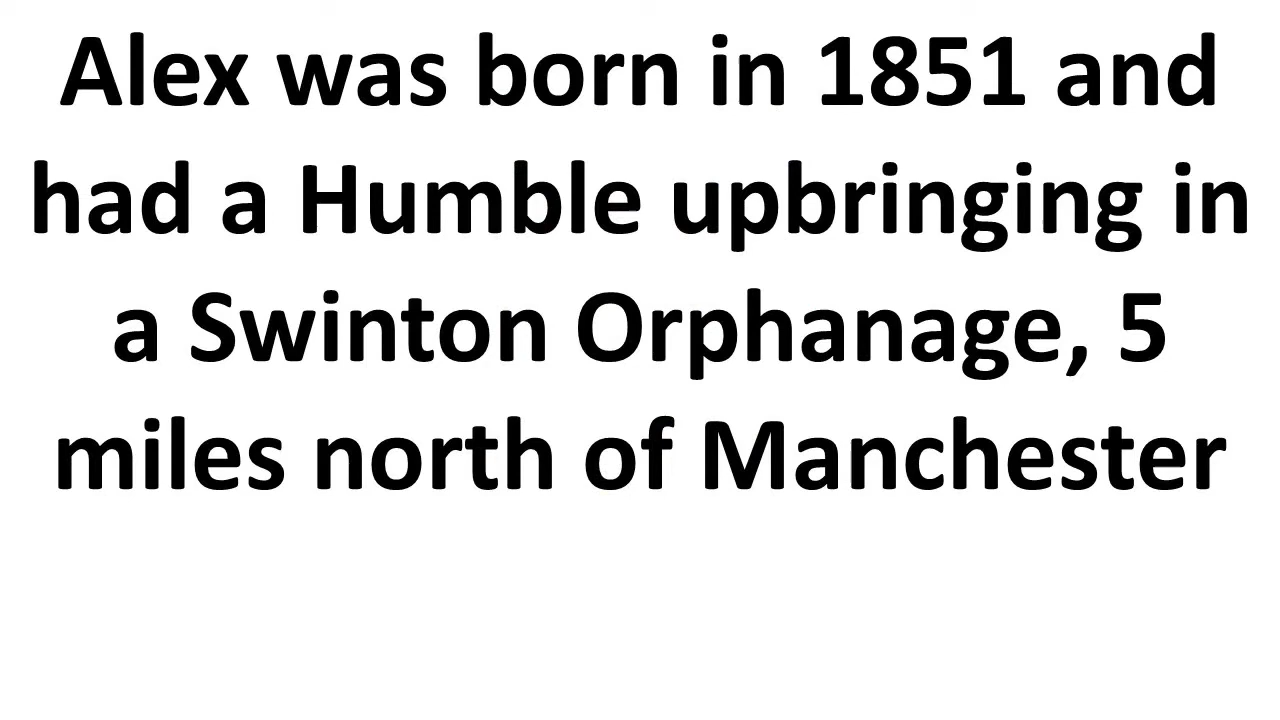 Alex was born in 1851 and
had a Humble upbringing in
a Swinton Orphanage, 5
miles north of Manchester